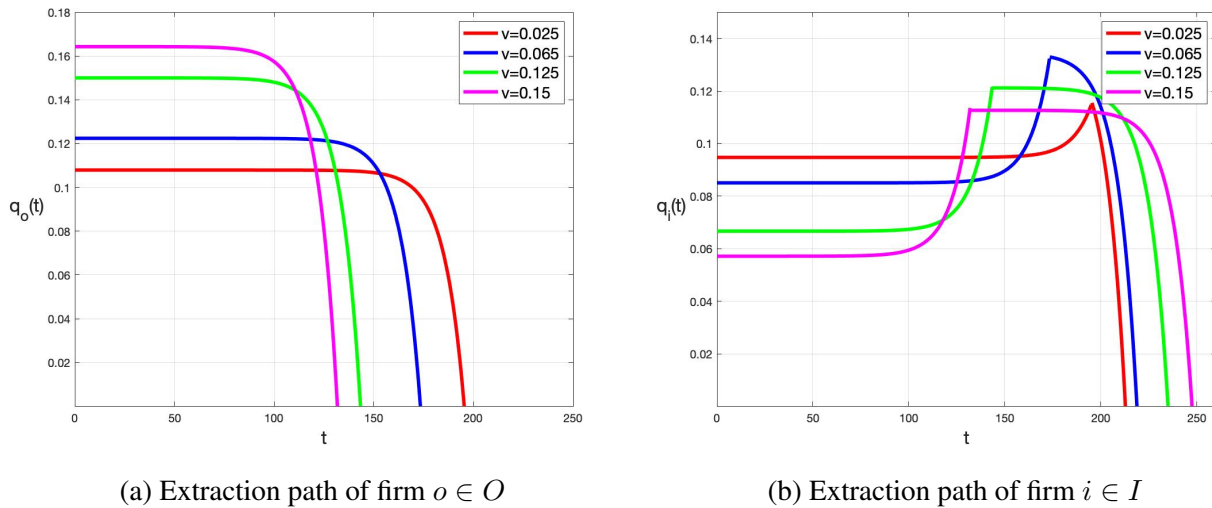 0.18
0.16
0.14
0.12
0.1
0.08
0.06
0.04
0.02
qo(t)
0 50 100 150 200 250
t
v=0.025
v=0.065
v=0.125
v=0.15
0.14
0.12
0.1
0.08
0.06
0.04
0.02
qi(t)
0 50 100 150 200 250
t
v=0.025
v=0.065
v=0.125
v=0.15
(a) Extraction path of firm o ∈ O
(b) Extraction path of firm i ∈ I